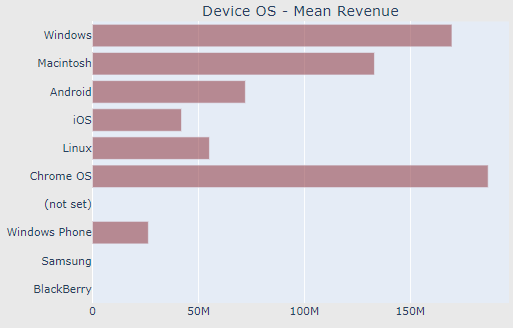 Device OS - Mean Revenue
Windows
Macintosh
Android
iOS
Linux
Chrome OS
(not set)
Windows Phone
Samsung
BlackBerry
0 50M 100M 150M